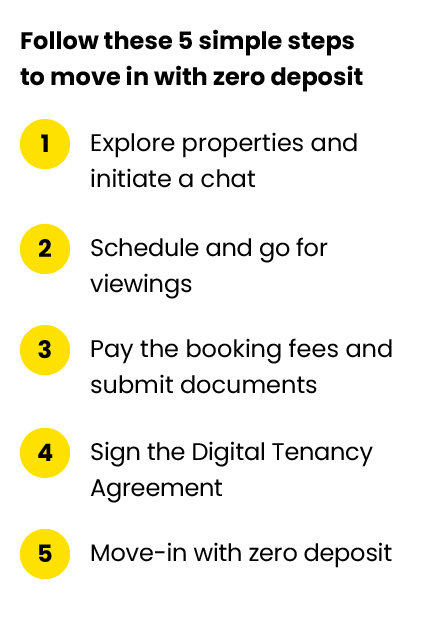 Follow these 5 simple steps
to move in with zero deposit
1 Explore properties and
initiate a chat
2 Schedule and go for
viewings
3 Pay the booking fees and
submit documents
4 Sign the Digital Tenancy
Agreement
5 Move-in with zero deposit